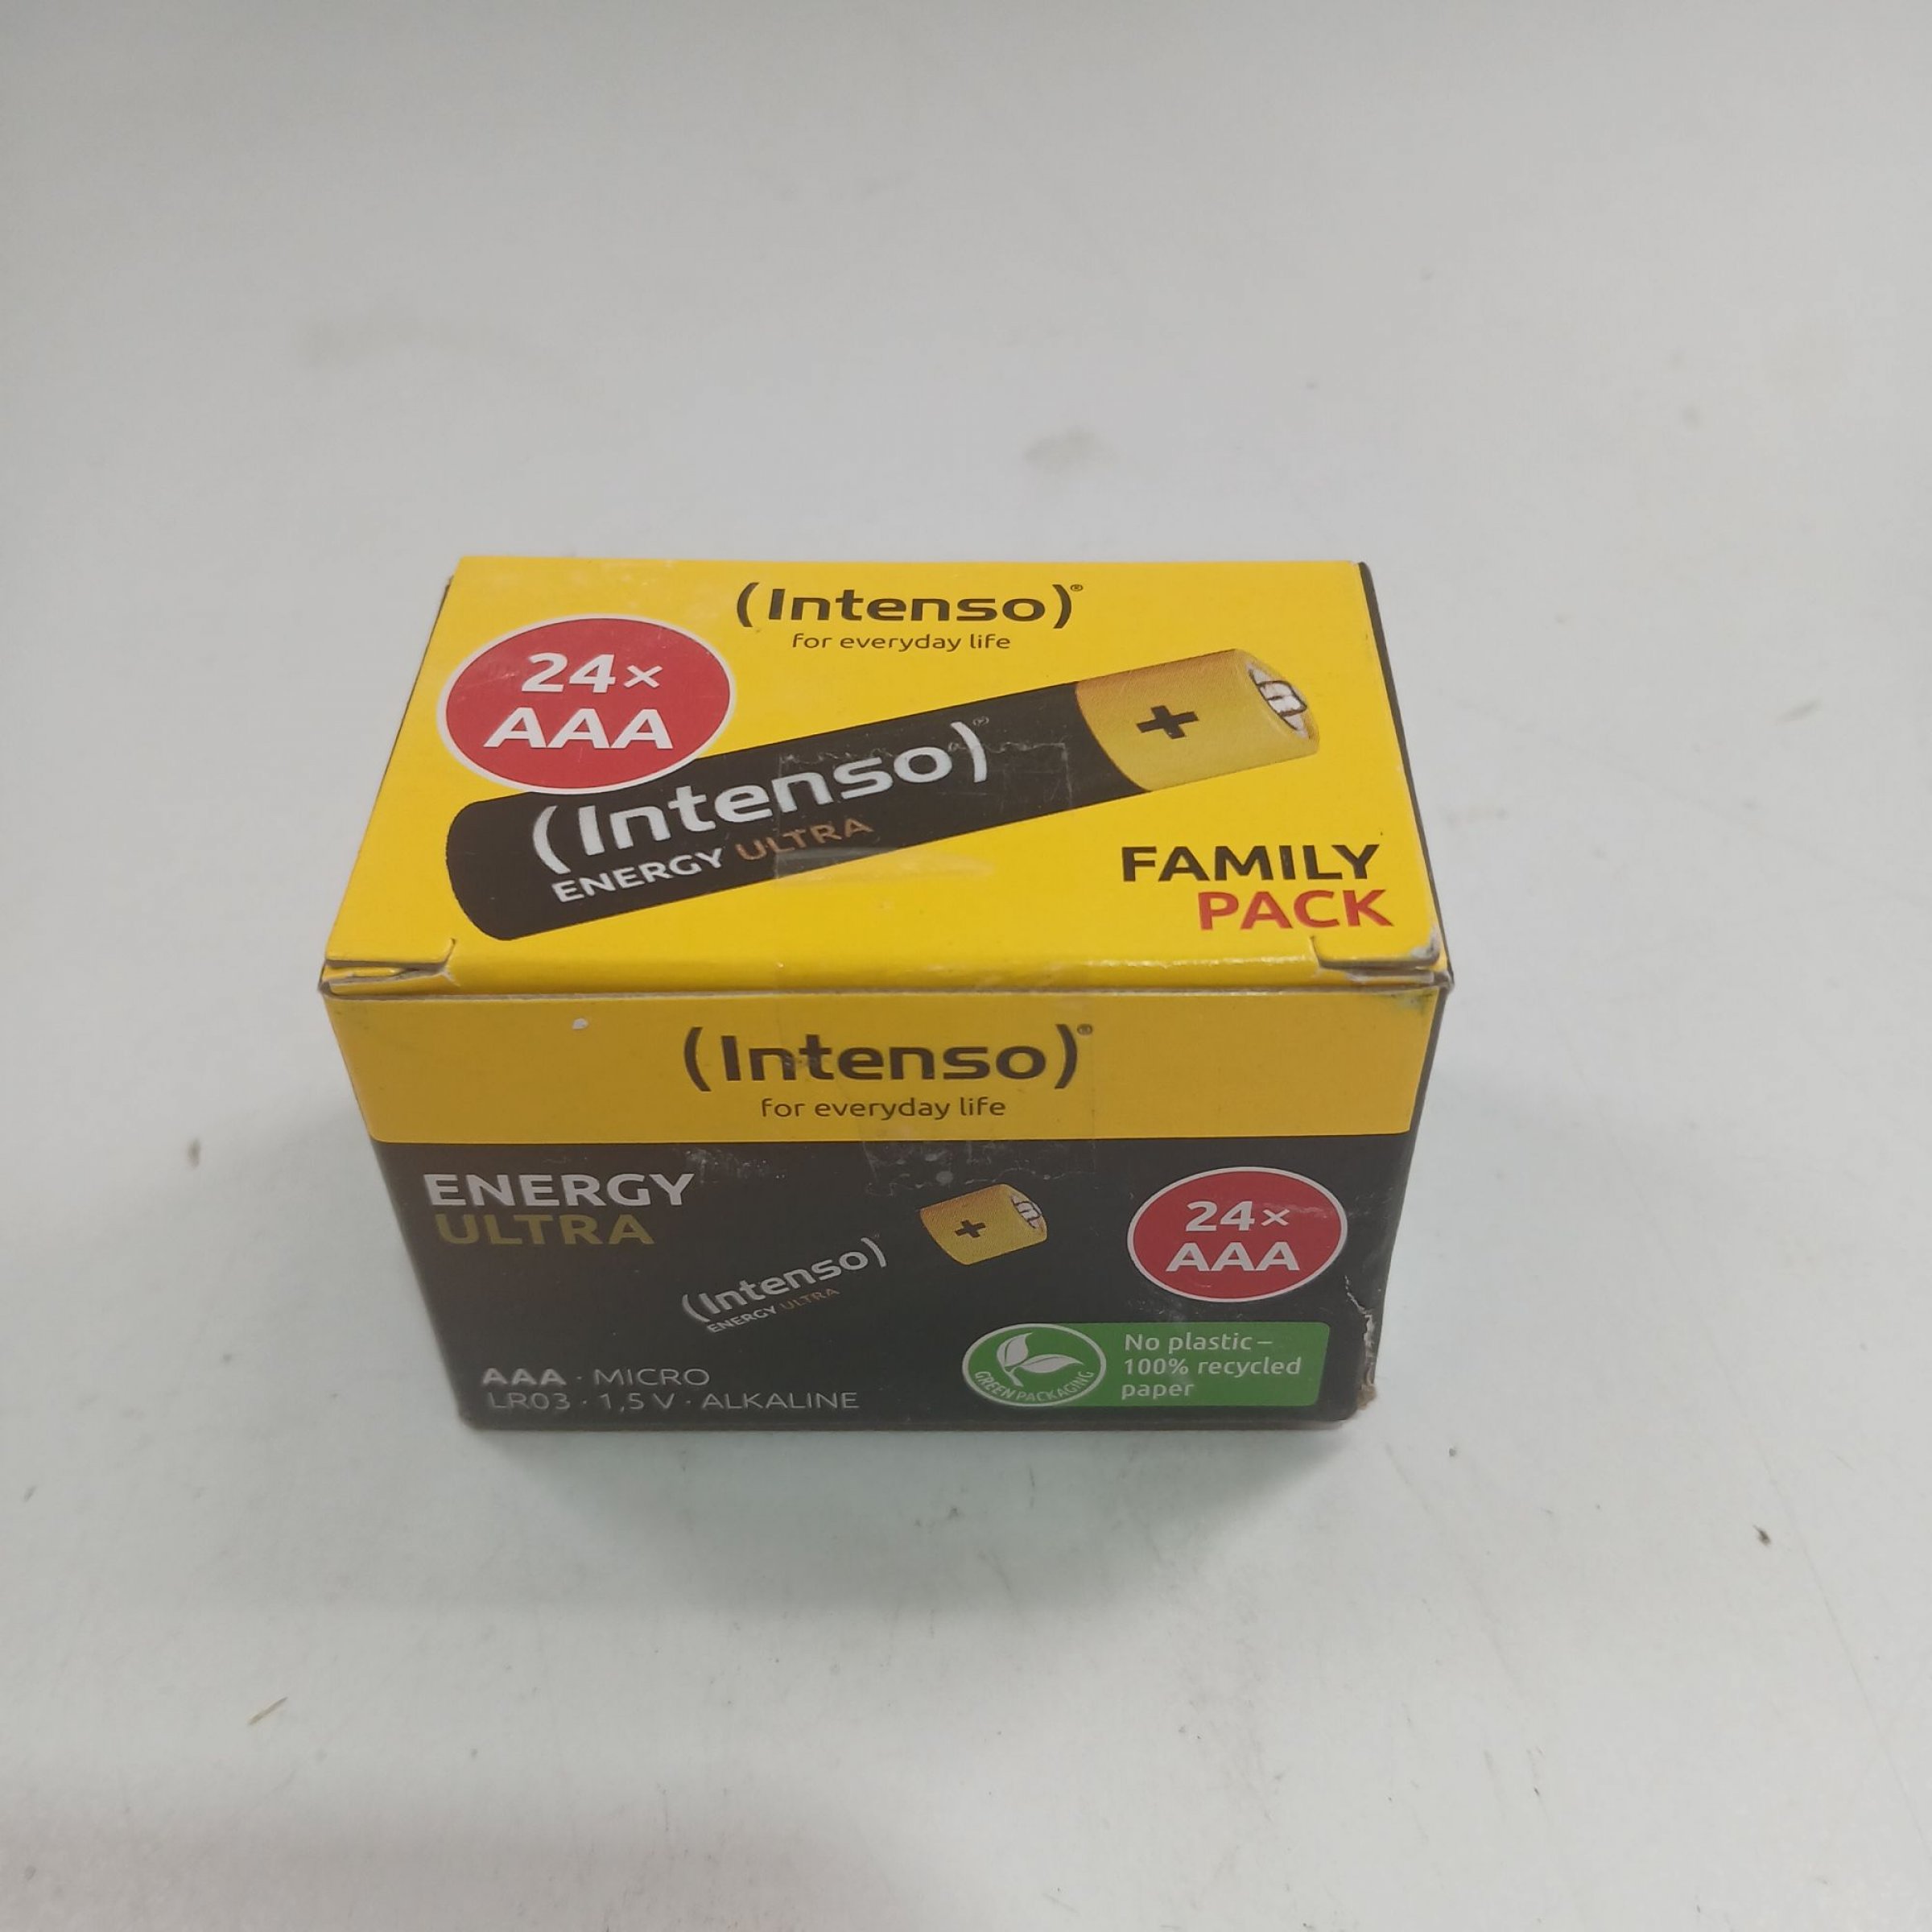 (Intenso)®
for everyday life
24×
AAA
(Intenso)®
ENERGY ULTRA
FAMILY
PACK
(Intenso)®
for everyday life
ENERGY
ULTRA
(Intenso)
ENERGY ULTRA
24×
AAA
AAA · MICRO
LR03 · 1,5 V · ALKALINE
GREEN PACKAGING
No plastic –
100% recycled
paper